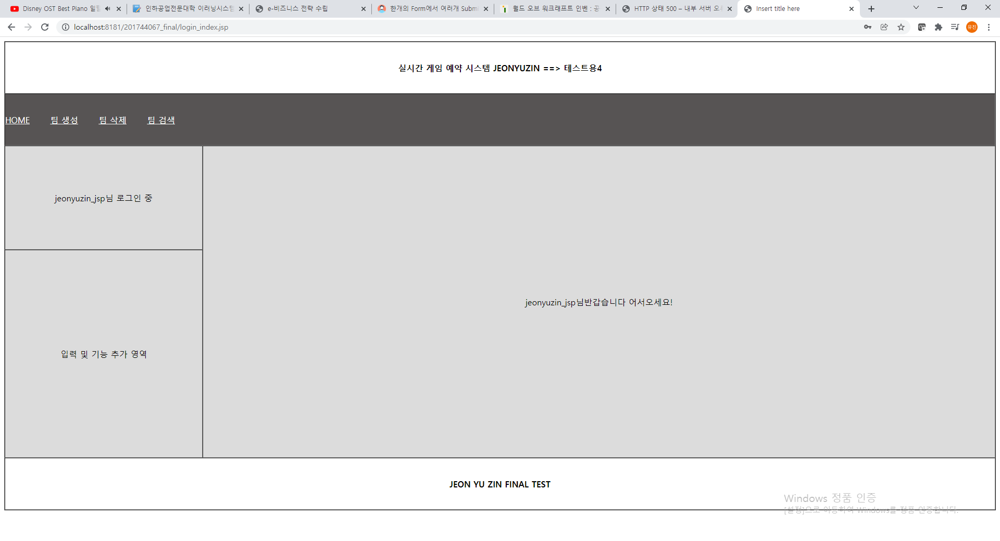 Disney OST Best Piano 일할
인하공업전문대학 이러닝시스템
e-비즈니스 전략 수립
한개의 Form에서 여러개 Submi
월드 오브 워크래프트 인벤 : 공
HTTP 상태 500 – 내부 서버 오류
Insert title here
localhost:8181/201744067_final/login_index.jsp
유진
실시간 게임 예약 시스템 JEONYUZIN ==> 테스트용4
HOME 팀 생성 팀 삭제 팀 검색
jeonyuzin_jsp님 로그인 중
jeonyuzin_jsp님반갑습니다 어서오세요!
입력 및 기능 추가 영역
JEON YU ZIN FINAL TEST
Windows 정품 인증
[설정]으로 이동하여 Windows를 정품 인증합니다.